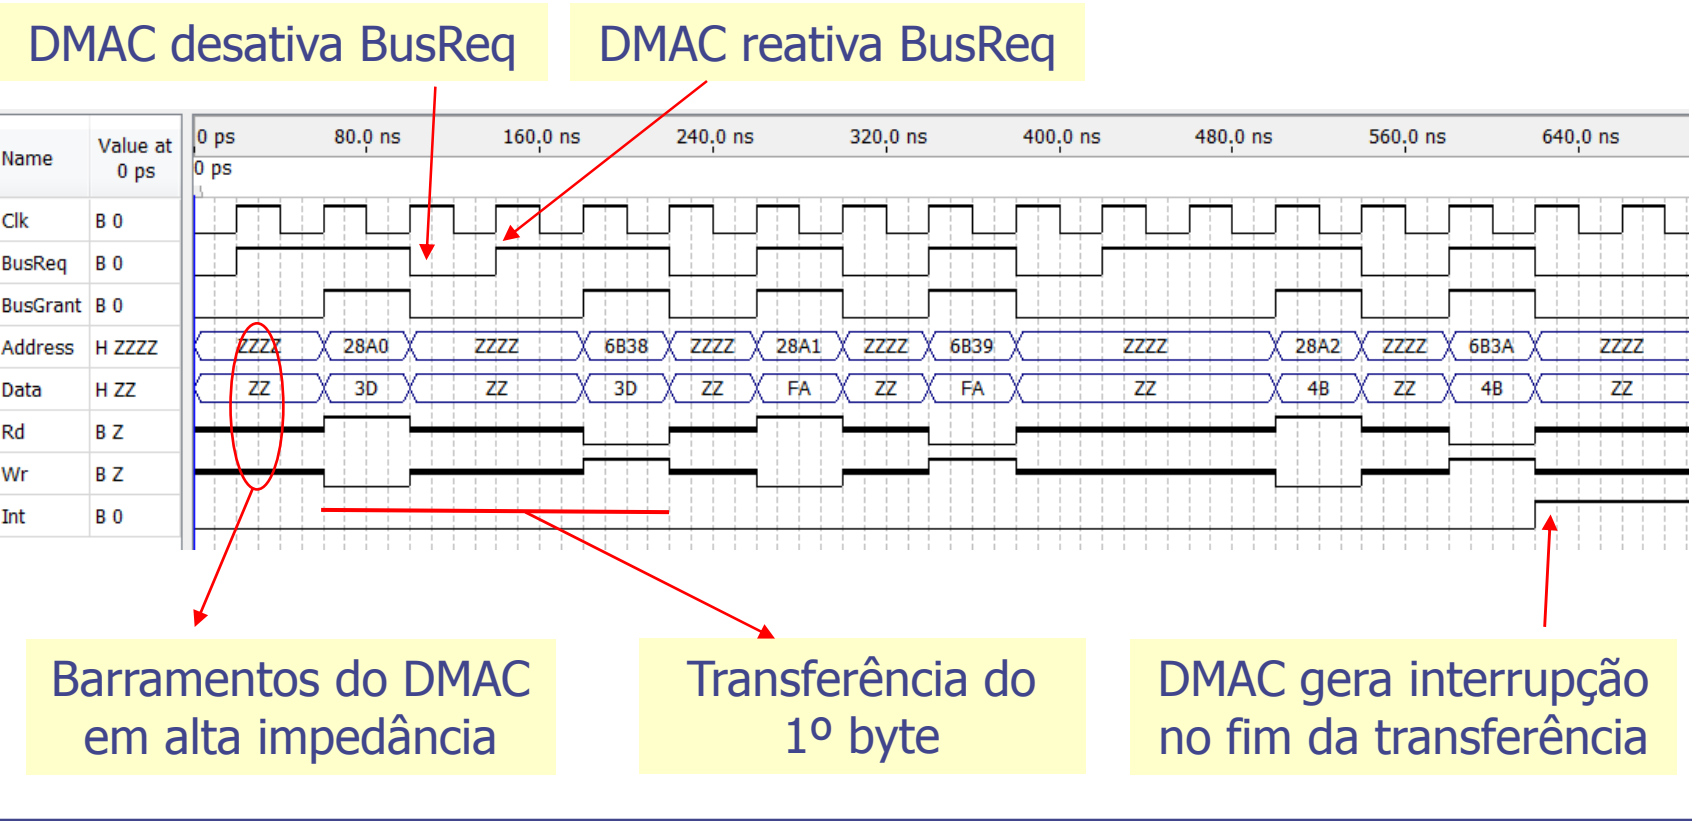 DMAC desativa BusReq
DMAC reativa BusReq
Name
Value at
0 ps
0 ps 80.0 ns 160.0 ns 240.0 ns 320.0 ns 400.0 ns 480.0 ns 560.0 ns 640.0 ns
0 ps
Clk B 0
BusReq B 0
BusGrant B 0
Address H ZZZZ ZZZZ 28A0 ZZZZ 6B38 ZZZZ 28A1 ZZZZ 6B39 ZZZZ 28A2 ZZZZ 6B3A ZZZZ
Data H ZZ ZZ 3D ZZ 3D ZZ FA ZZ FA ZZ 4B ZZ 4B ZZ
Rd B Z
Wr B Z
Int B 0
Barramentos do DMAC
em alta impedância
Transferência do
1º byte
DMAC gera interrupção
no fim da transferência